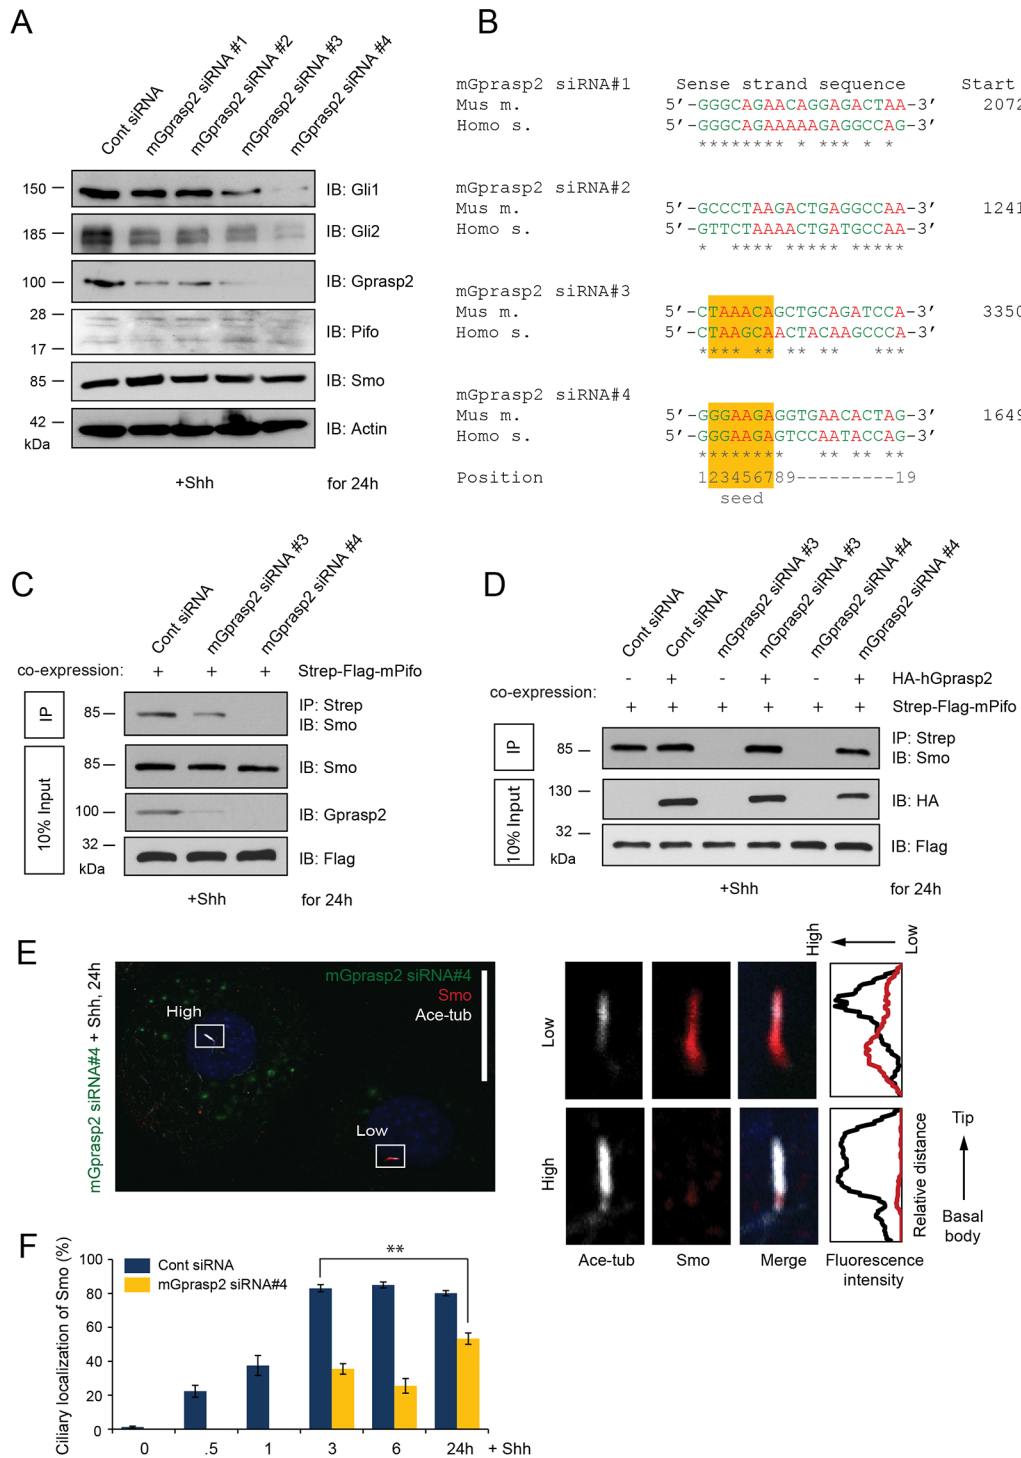 A
Cont siRNA
mGprasp2 siRNA #1
mGprasp2 siRNA #2
mGprasp2 siRNA #3
mGprasp2 siRNA #4
150
IB: Gli1
185
IB: Gli2
100
IB: Gprasp2
28
17
IB: Pifo
85
IB: Smo
42
kDa
IB: Actin
+Shh
for 24h
B
mGprasp2 siRNA#1 Sense strand sequence Start
Mus m. 5’-GGGCAGAACAGGAGACTAA-3’ 2072
Homo s. 5’-GGGCAGAAAAAGAGGCCAG-3’
******** * *** * *
mGprasp2 siRNA#2
Mus m. 5’-GCCCTAAGACTGAGGCCAA-3’ 1241
Homo s. 5’-GTTCTAAAACTGATGCCAA-3’
* **** **** *****
mGprasp2 siRNA#3
Mus m. 5’-CTAAACAGCTGCAGATCCA-3’ 3350
Homo s. 5’-CTAAGCAACTACAAGCCCA-3’
**** ** ** ** ***
mGprasp2 siRNA#4
Mus m. 5’-GGGAAGAGGTGAACACTAG-3’ 1649
Homo s. 5’-GGGAAGAGTCCAATACCAG-3’
******** ** ** **
Position 123456789---------19
seed
C
Cont siRNA
mGprasp2 siRNA #3
mGprasp2 siRNA #4
co-expression: + + + Strep-Flag-mPifo
IP
85
IP: Strep
IB: Smo
10% Input
85
IB: Smo
100
IB: Gprasp2
32
kDa
IB: Flag
+Shh
for 24h
D
Cont siRNA
Cont siRNA
mGprasp2 siRNA #3
mGprasp2 siRNA #3
mGprasp2 siRNA #4
mGprasp2 siRNA #4
co-expression:
- + - + - + HA-hGprasp2
+ + + + + + Strep-Flag-mPifo
IP
85
IP: Strep
IB: Smo
10% Input
130
IB: HA
32
kDa
IB: Flag
+Shh
for 24h
E
mGprasp2 siRNA#4 + Shh, 24h
mGprasp2 siRNA#4
Smo
Ace-tub
High
Low
High
Low
Low
High
Relative distance
Tip
Basal
body
Ace-tub
Smo
Merge
Fluorescence
intensity
F
Ciliary localization of Smo (%)
100
80
60
40
20
0
Cont siRNA
mGprasp2 siRNA#4
**
0 .5 1 3 6 24h + Shh